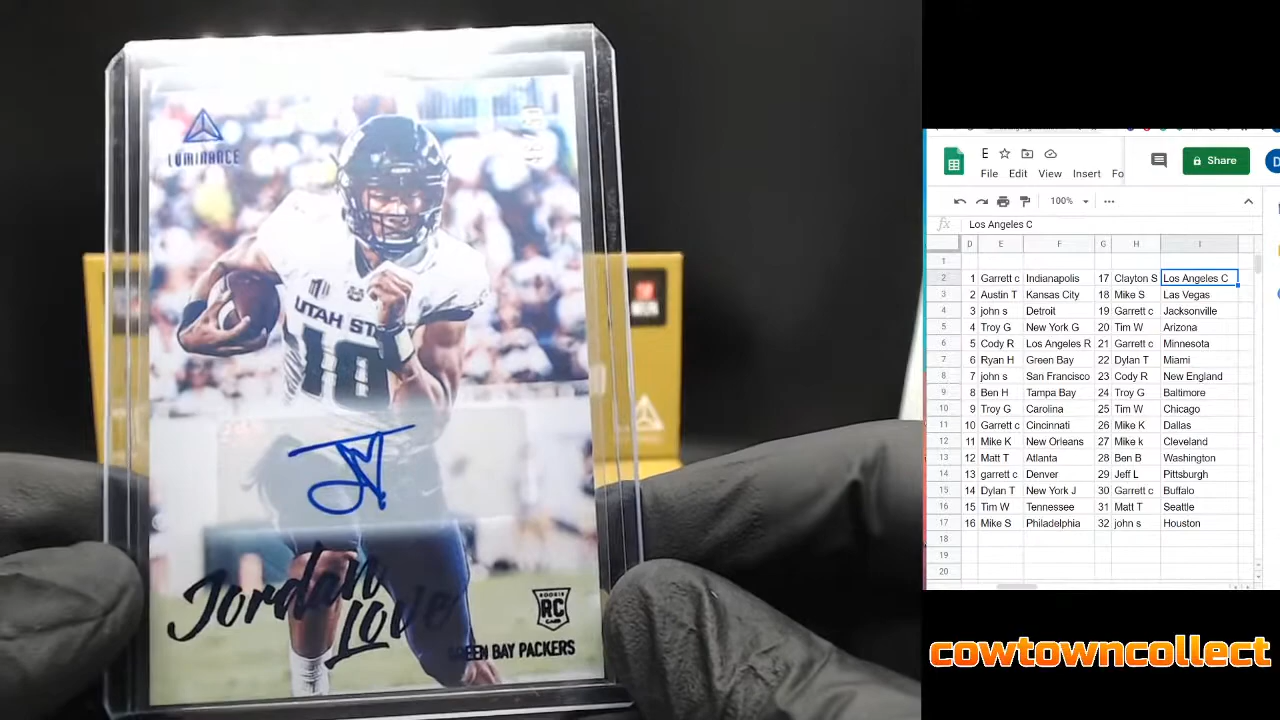 LUMINANCE
UTAH ST
10
Jordan
Love
ROOKIE
RC
GREEN BAY PACKERS
E
Share
File Edit View Insert Fo
100%
fx Los Angeles C
D E F G H I
1
2 1 Garrett c Indianapolis 17 Clayton S Los Angeles C
3 2 Austin T Kansas City 18 Mike S Las Vegas
4 3 john s Detroit 19 Garrett c Jacksonville
5 4 Troy G New York G 20 Tim W Arizona
6 5 Cody R Los Angeles R 21 Garrett c Minnesota
7 6 Ryan H Green Bay 22 Dylan T Miami
8 7 john s San Francisco 23 Cody R New England
9 8 Ben H Tampa Bay 24 Troy G Baltimore
10 9 Troy G Carolina 25 Tim W Chicago
11 10 Garrett c Cincinnati 26 Mike K Dallas
12 11 Mike K New Orleans 27 Mike k Cleveland
13 12 Matt T Atlanta 28 Ben B Washington
14 13 garrett c Denver 29 Jeff L Pittsburgh
15 14 Dylan T New York J 30 Garrett c Buffalo
16 15 Tim W Tennessee 31 Matt T Seattle
17 16 Mike S Philadelphia 32 john s Houston
18
19
20
cowtowncollect